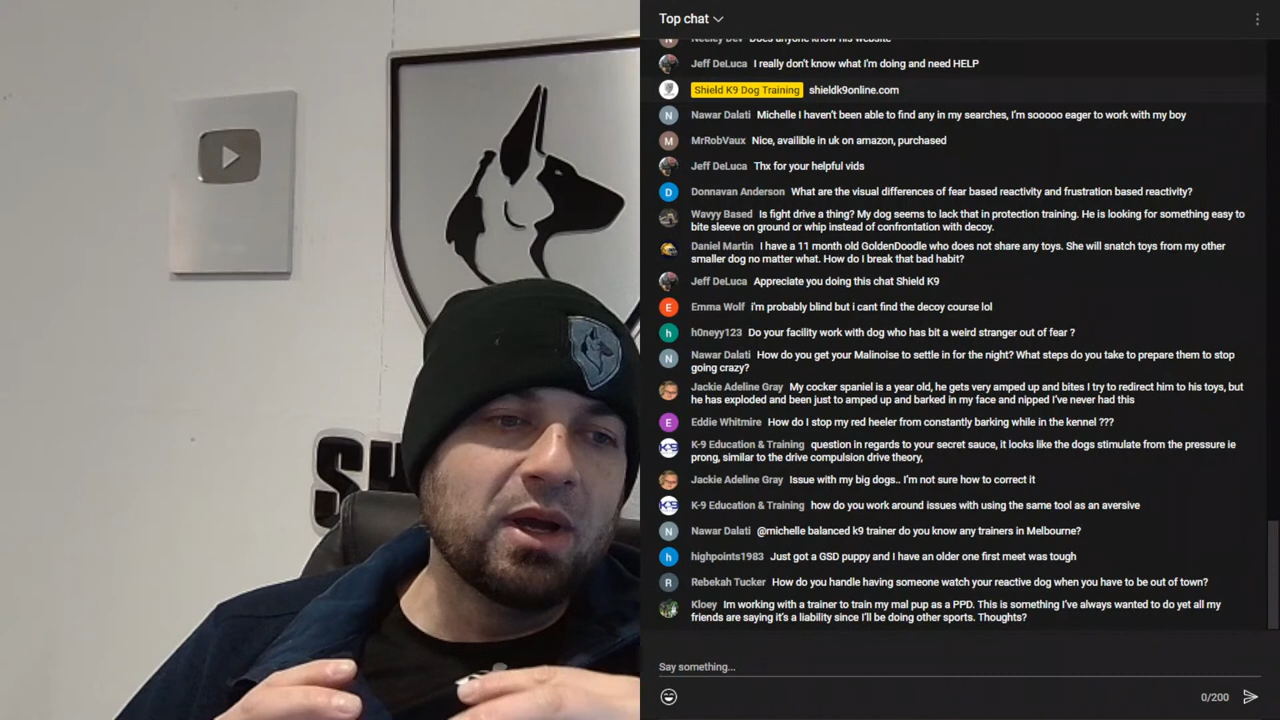 Top chat
Neeley Dev Does anyone know his website
Jeff DeLuca I really don't know what I'm doing and need HELP
Shield K9 Dog Training shieldk9online.com
N
Nawar Dalati Michelle I haven't been able to find any in my searches, I'm sooooo eager to work with my boy
M
MrRobVaux Nice, availible in uk on amazon, purchased
Jeff DeLuca Thx for your helpful vids
D
Donnavan Anderson What are the visual differences of fear based reactivity and frustration based reactivity?
Wavyy Based Is fight drive a thing? My dog seems to lack that in protection training. He is looking for something easy to
bite sleeve on ground or whip instead of confrontation with decoy.
Daniel Martin I have a 11 month old GoldenDoodle who does not share any toys. She will snatch toys from my other
smaller dog no matter what. How do I break that bad habit?
Jeff DeLuca Appreciate you doing this chat Shield K9
E
Emma Wolf i'm probably blind but i cant find the decoy course lol
h
h0neyy123 Do your facility work with dog who has bit a weird stranger out of fear ?
N
Nawar Dalati How do you get your Malinoise to settle in for the night? What steps do you take to prepare them to stop
going crazy?
Jackie Adeline Gray My cocker spaniel is a year old, he gets very amped up and bites I try to redirect him to his toys, but
he has exploded and been just to amped up and barked in my face and nipped I've never had this
E
Eddie Whitmire How do I stop my red heeler from constantly barking while in the kennel ???
K-9 Education & Training question in regards to your secret sauce, it looks like the dogs stimulate from the pressure ie
prong, similar to the drive compulsion drive theory,
Jackie Adeline Gray Issue with my big dogs.. I'm not sure how to correct it
K-9 Education & Training how do you work around issues with using the same tool as an aversive
N
Nawar Dalati @michelle balanced k9 trainer do you know any trainers in Melbourne?
h
highpoints1983 Just got a GSD puppy and I have an older one first meet was tough
R
Rebekah Tucker How do you handle having someone watch your reactive dog when you have to be out of town?
Kloey Im working with a trainer to train my mal pup as a PPD. This is something I've always wanted to do yet all my
friends are saying it's a liability since I'll be doing other sports. Thoughts?
Say something...
0/200
SH